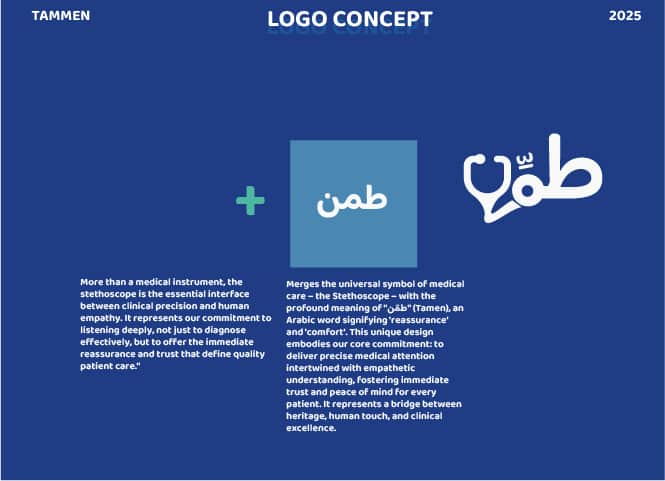 TAMMEN
LOGO CONCEPT
2025
طمن
طمّن
More than a medical instrument, the
stethoscope is the essential interface
between clinical precision and human
empathy. It represents our commitment to
listening deeply, not just to diagnose
effectively, but to offer the immediate
reassurance and trust that define quality
patient care."
Merges the universal symbol of medical
care – the Stethoscope – with the
profound meaning of "طمّن" (Tamen), an
Arabic word signifying 'reassurance'
and 'comfort'. This unique design
embodies our core commitment: to
deliver precise medical attention
intertwined with empathetic
understanding, fostering immediate
trust and peace of mind for every
patient. It represents a bridge between
heritage, human touch, and clinical
excellence.